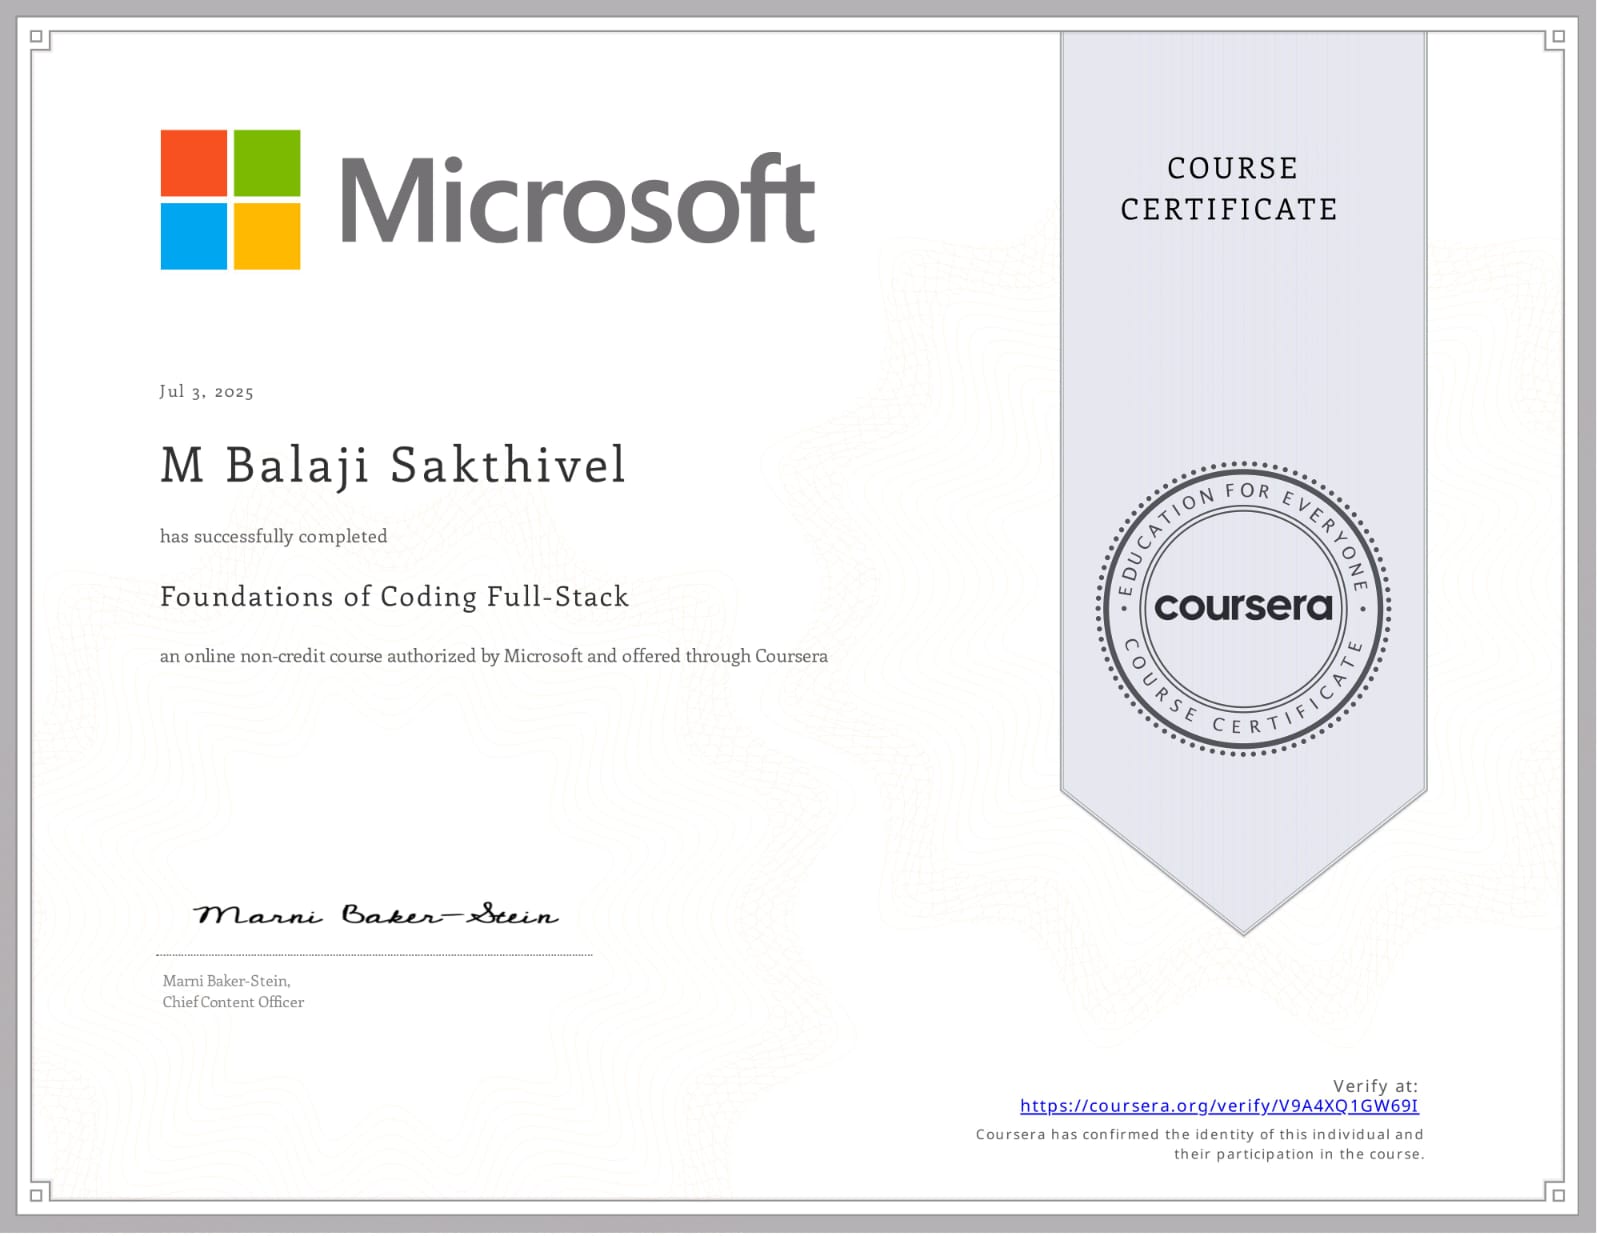 Microsoft
COURSE
CERTIFICATE
Jul 3, 2025
M Balaji Sakthivel
has successfully completed
Foundations of Coding Full-Stack
an online non-credit course authorized by Microsoft and offered through Coursera
EDUCATION FOR EVERYONE
coursera
COURSE CERTIFICATE
Marni Baker-Stein
Marni Baker-Stein,
Chief Content Officer
Verify at:
https://coursera.org/verify/V9A4XQ1GW69I
Coursera has confirmed the identity of this individual and
their participation in the course.